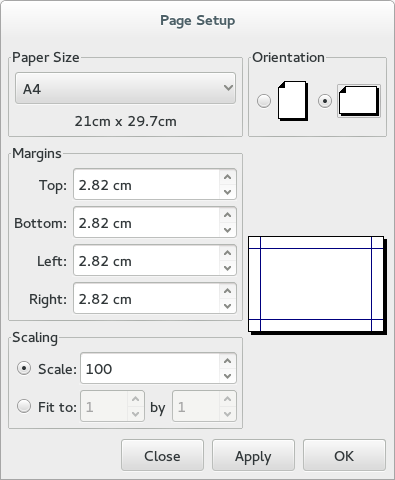 Page Setup
Paper Size
A4
21cm x 29.7cm
Orientation
Margins
Top: 2.82 cm
Bottom: 2.82 cm
Left: 2.82 cm
Right: 2.82 cm
Scaling
Scale: 100
Fit to: 1 by 1
Close Apply OK